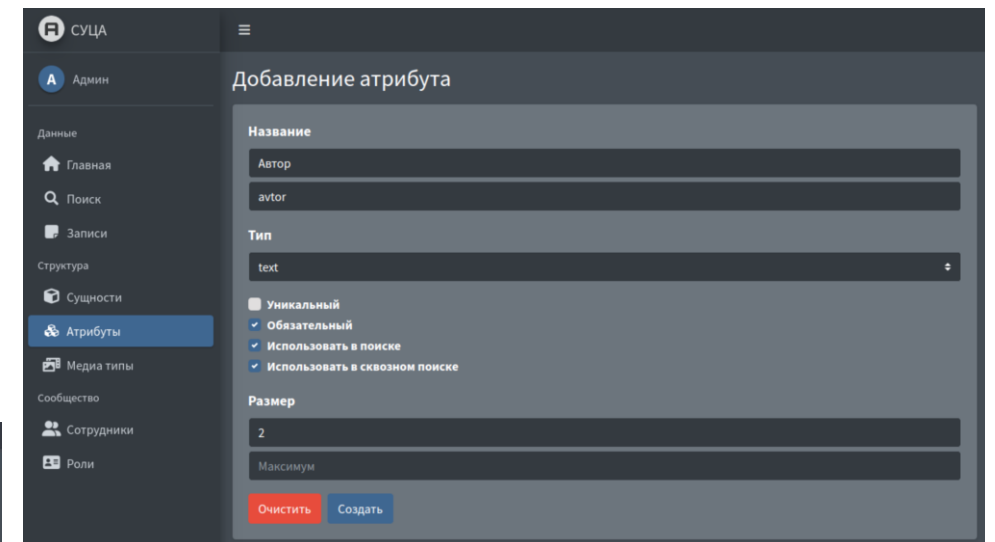 СУЦА
А Админ
Данные
Главная
Поиск
Записи
Структура
Сущности
Атрибуты
Медиа типы
Сообщество
Сотрудники
Роли
Добавление атрибута
Название
Автор
avtor
Тип
text
Уникальный
Обязательный
Использовать в поиске
Использовать в сквозном поиске
Размер
2
Максимум
Очистить
Создать